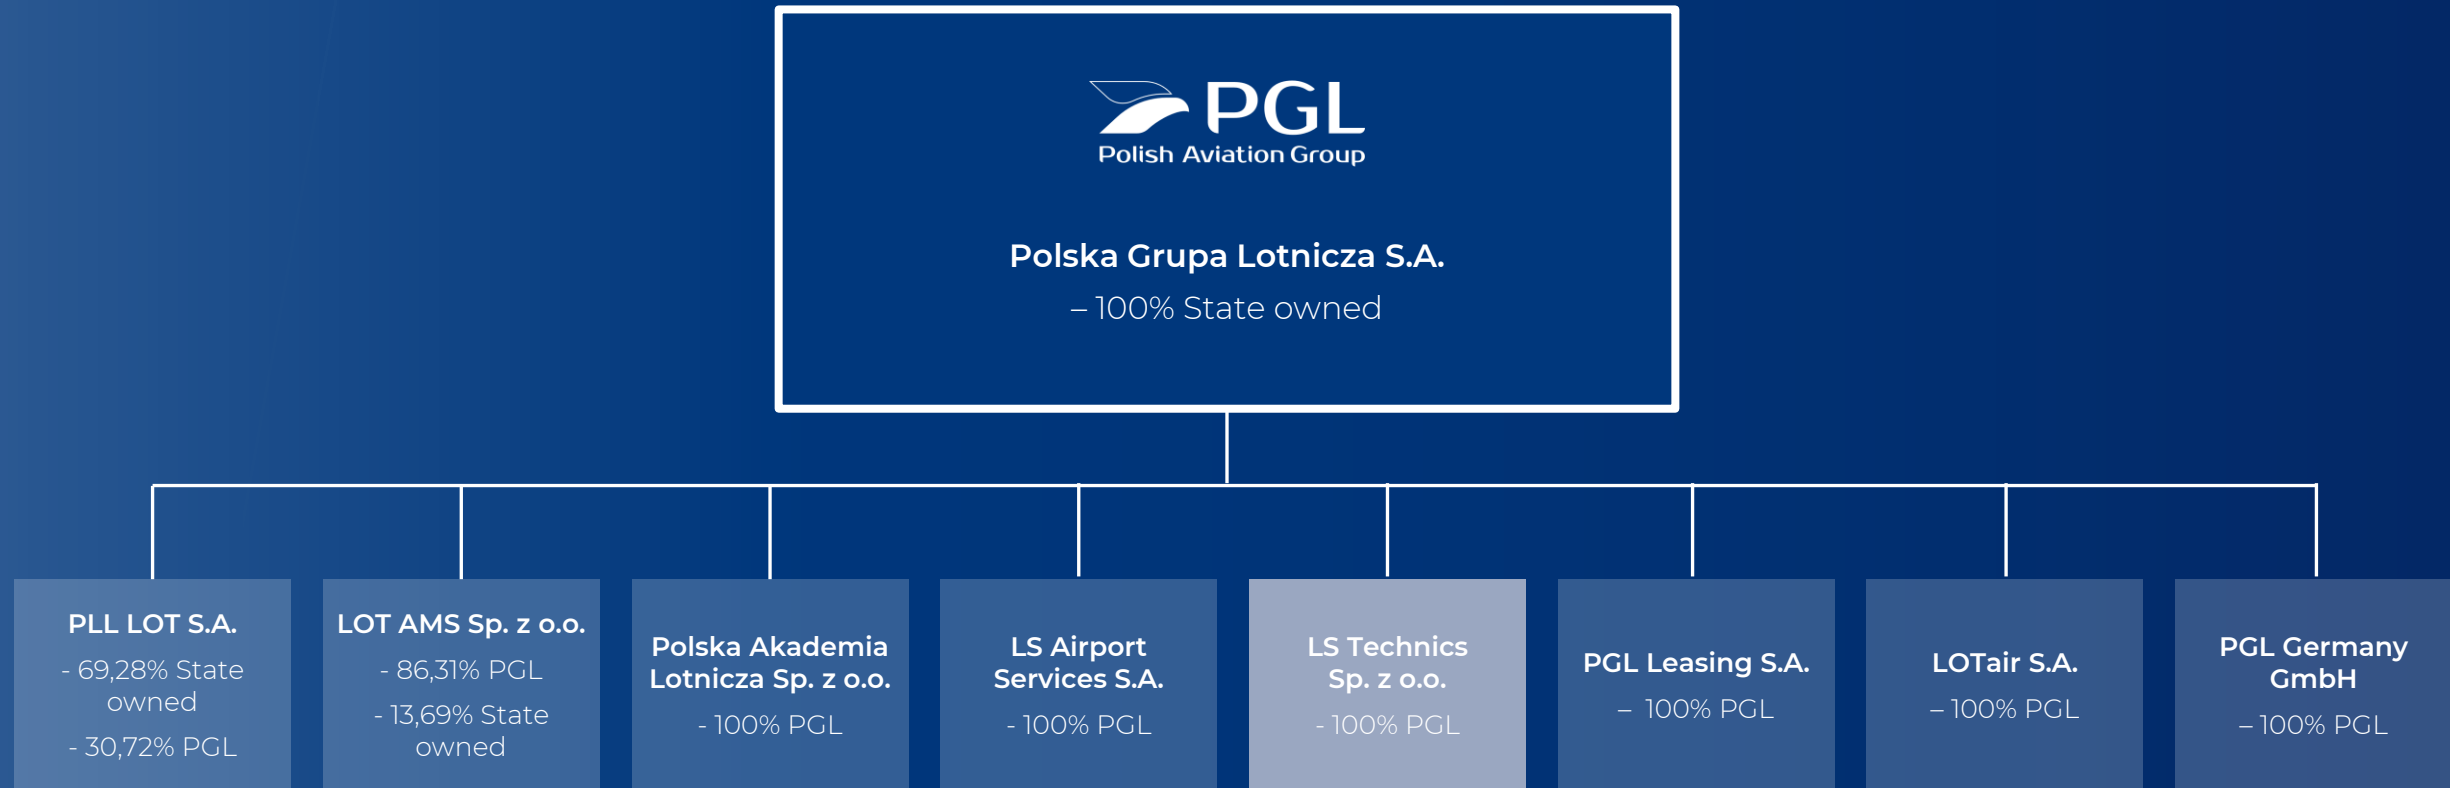 PGL
Polish Aviation Group
Polska Grupa Lotnicza S.A.
– 100% State owned
PLL LOT S.A.
- 69,28% State
owned
- 30,72% PGL
LOT AMS Sp. z o.o.
- 86,31% PGL
- 13,69% State
owned
Polska Akademia
Lotnicza Sp. z o.o.
- 100% PGL
LS Airport
Services S.A.
- 100% PGL
LS Technics
Sp. z o.o.
- 100% PGL
PGL Leasing S.A.
– 100% PGL
LOTair S.A.
– 100% PGL
PGL Germany
GmbH
– 100% PGL